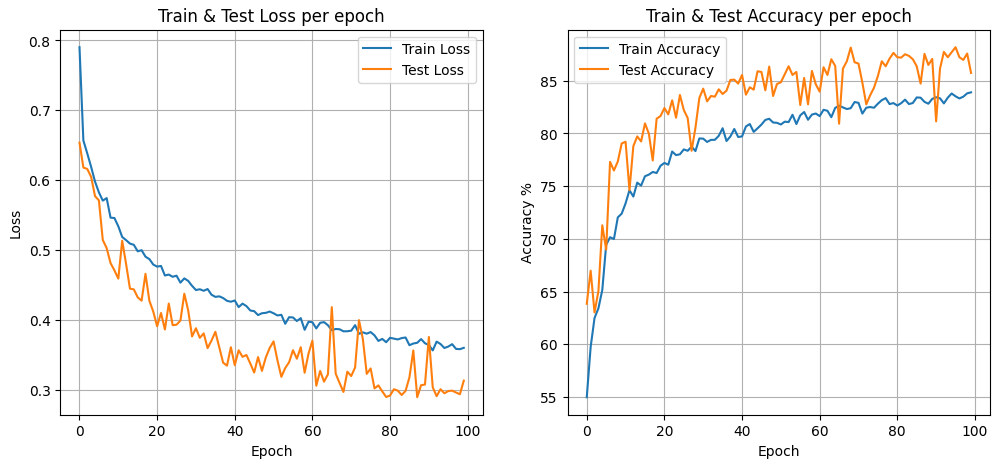 Train & Test Loss per epoch
Train Loss
Test Loss
0.8
0.7
0.6
0.5
0.4
0.3
Loss
0 20 40 60 80 100
Epoch
Train & Test Accuracy per epoch
Train Accuracy
Test Accuracy
85
80
75
70
65
60
55
Accuracy %
0 20 40 60 80 100
Epoch